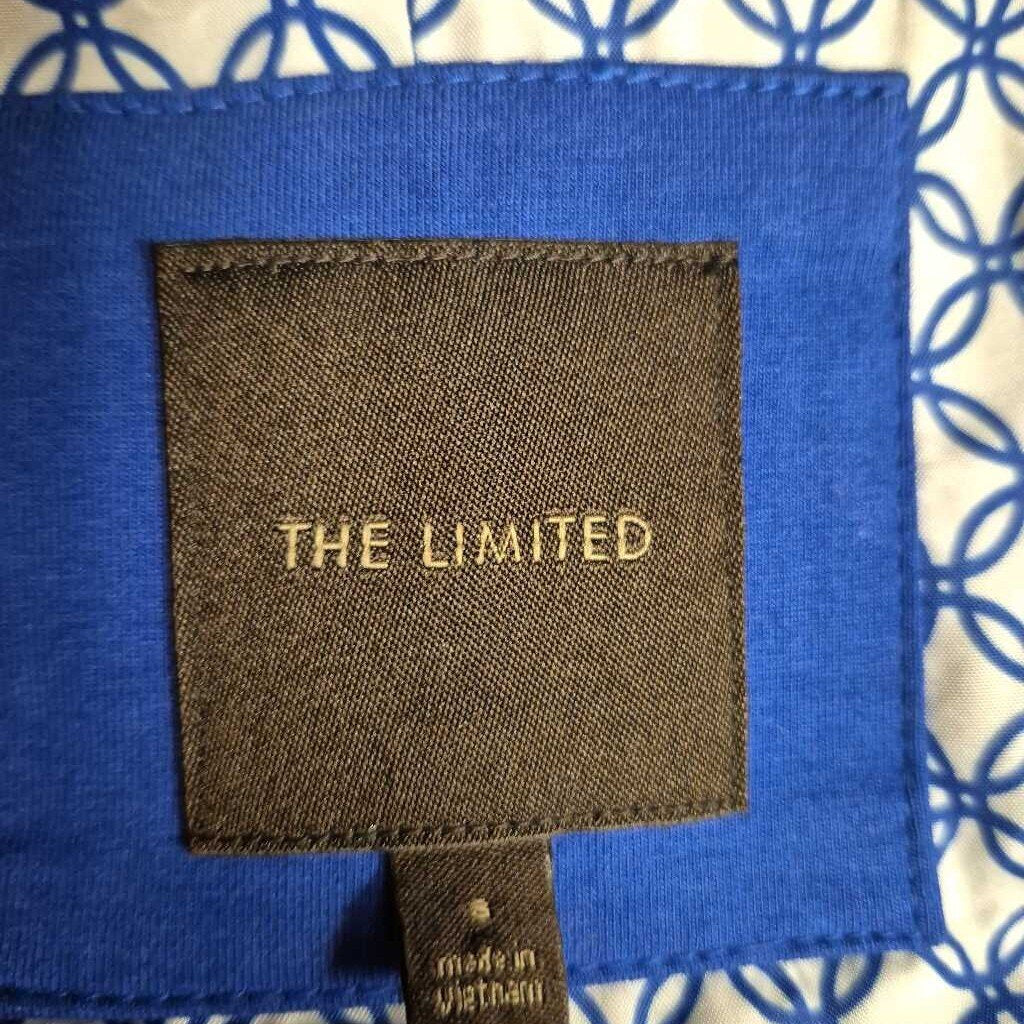 THE LIMITED
made in
vietnam